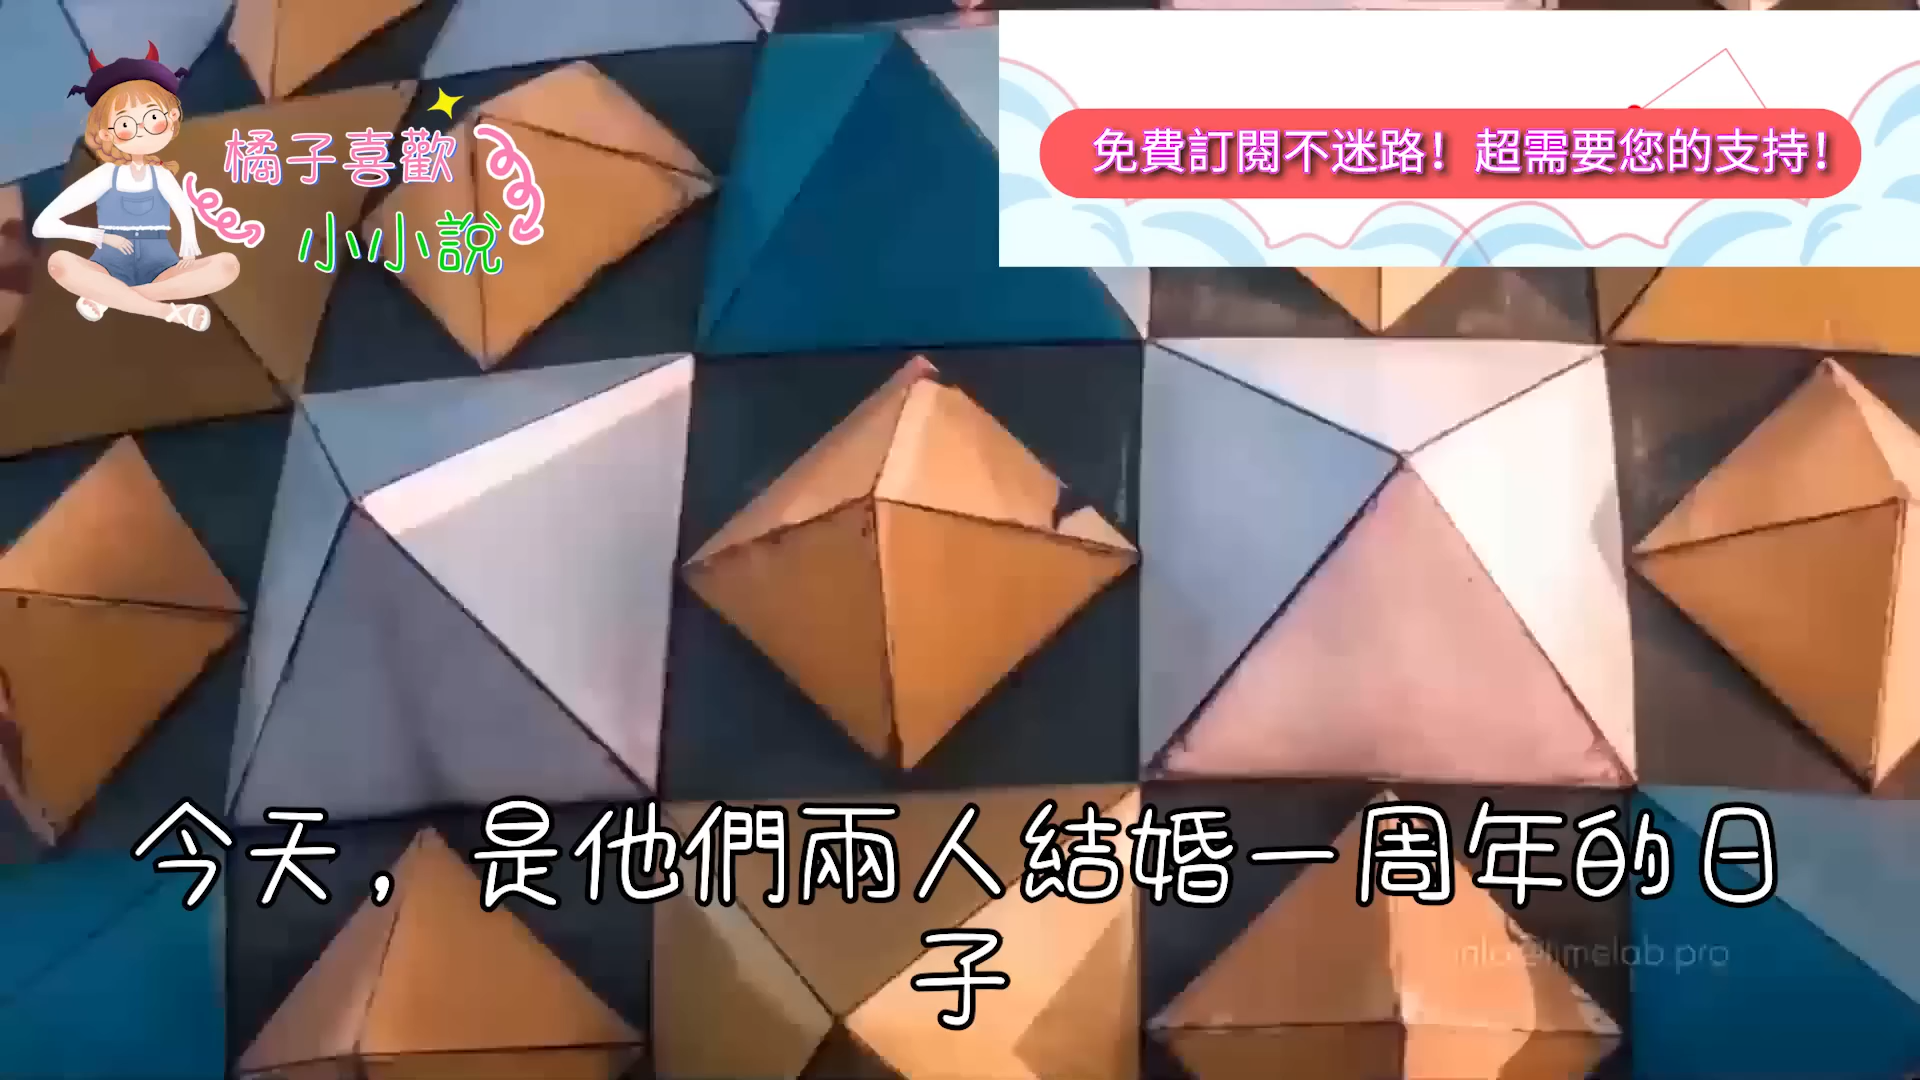 橘子喜歡
小小說
免費訂閱不迷路！超需要您的支持！
今天，是他們兩人結婚一周年的日
子